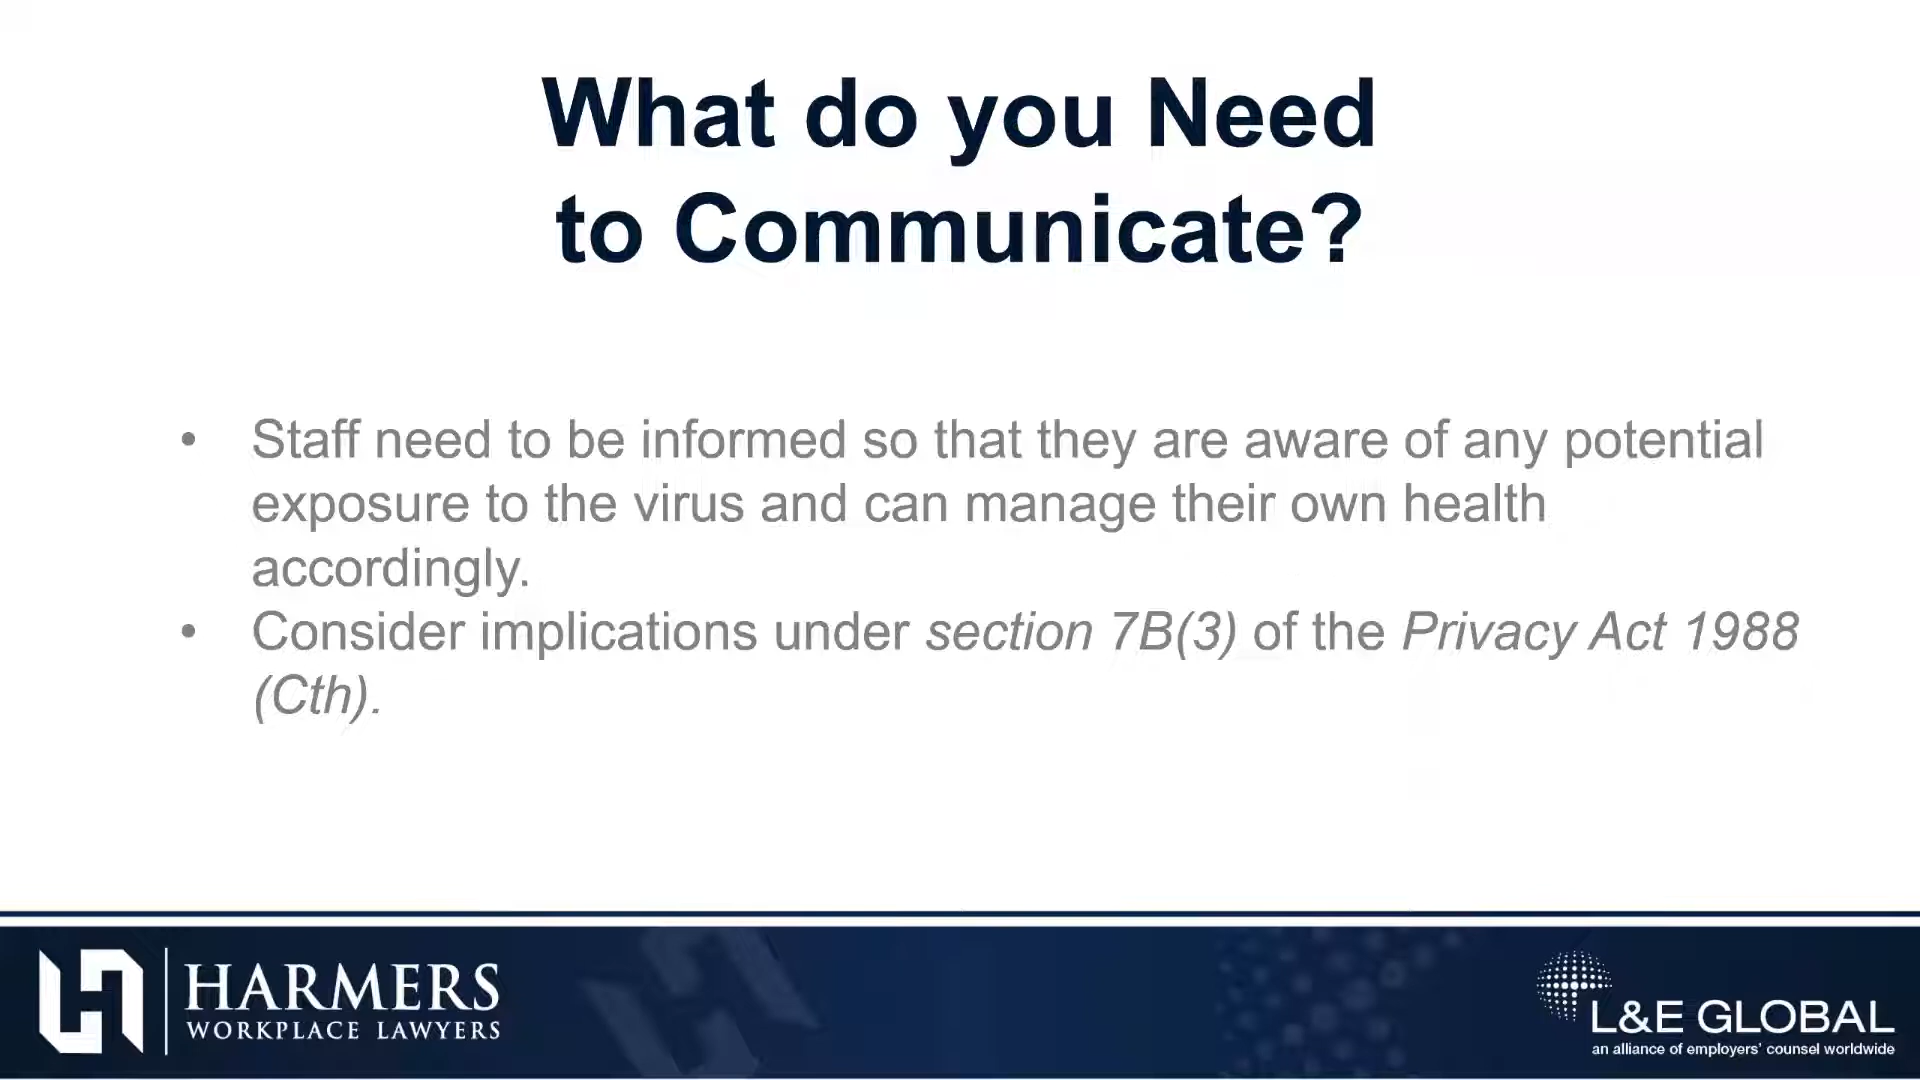 What do you Need
to Communicate?
• Staff need to be informed so that they are aware of any potential
exposure to the virus and can manage their own health
accordingly.
• Consider implications under section 7B(3) of the Privacy Act 1988
(Cth).
HARMERS
WORKPLACE LAWYERS
L&E GLOBAL
an alliance of employers' counsel worldwide